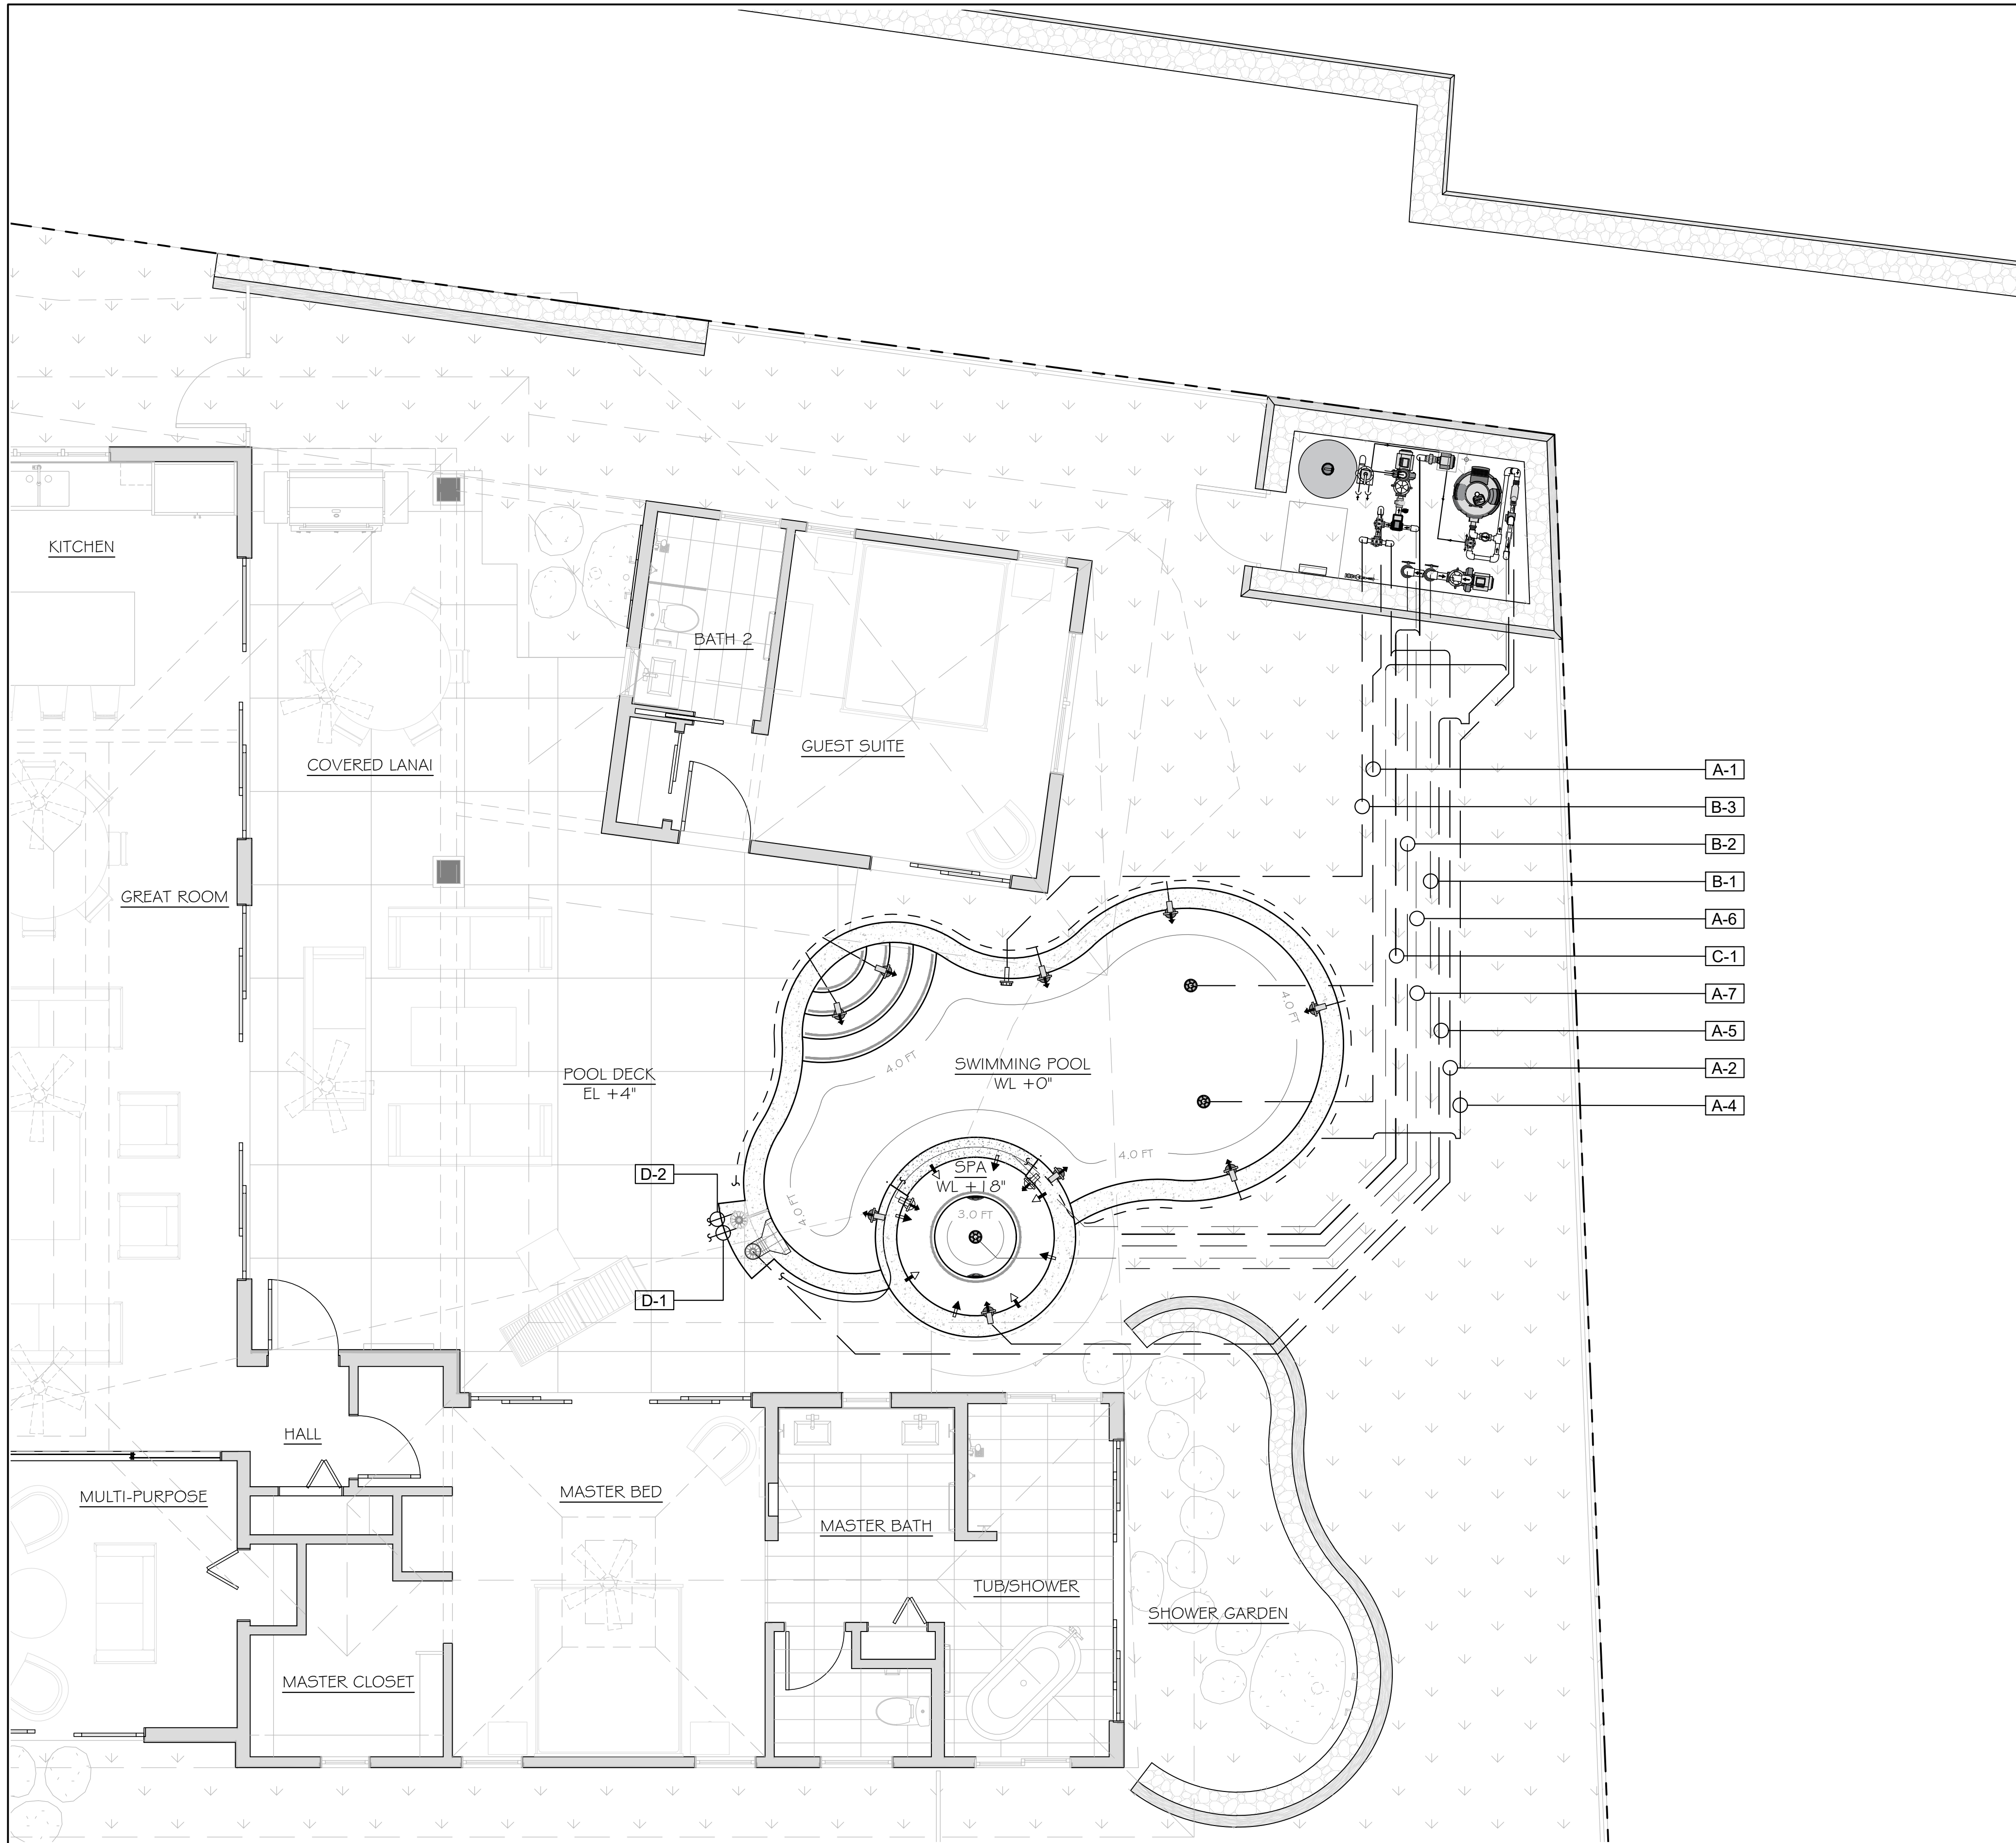 KITCHEN
BATH 2
GUEST SUITE
COVERED LANAI
A-1
B-3
B-2
B-1
GREAT ROOM
A-6
C-1
A-7
4.0 FT
A-5
4.0 FT
SWIMMING POOL
WL +0"
POOL DECK
EL +4"
A-2
A-4
4.0 FT
D-2
SPA
WL +18"
4.0 FT
3.0 FT
D-1
HALL
MULTI-PURPOSE
MASTER BED
MASTER BATH
TUB/SHOWER
SHOWER GARDEN
MASTER CLOSET